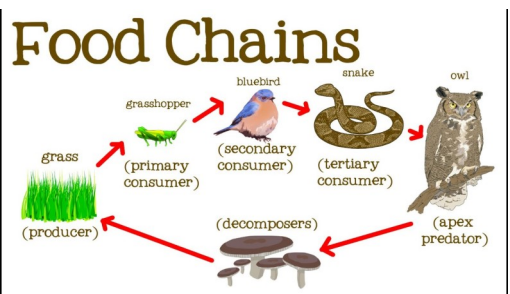 Food Chains
grass
(producer)
grasshopper
(primary
consumer)
bluebird
(secondary
consumer)
snake
(tertiary
consumer)
owl
(apex
predator)
(decomposers)